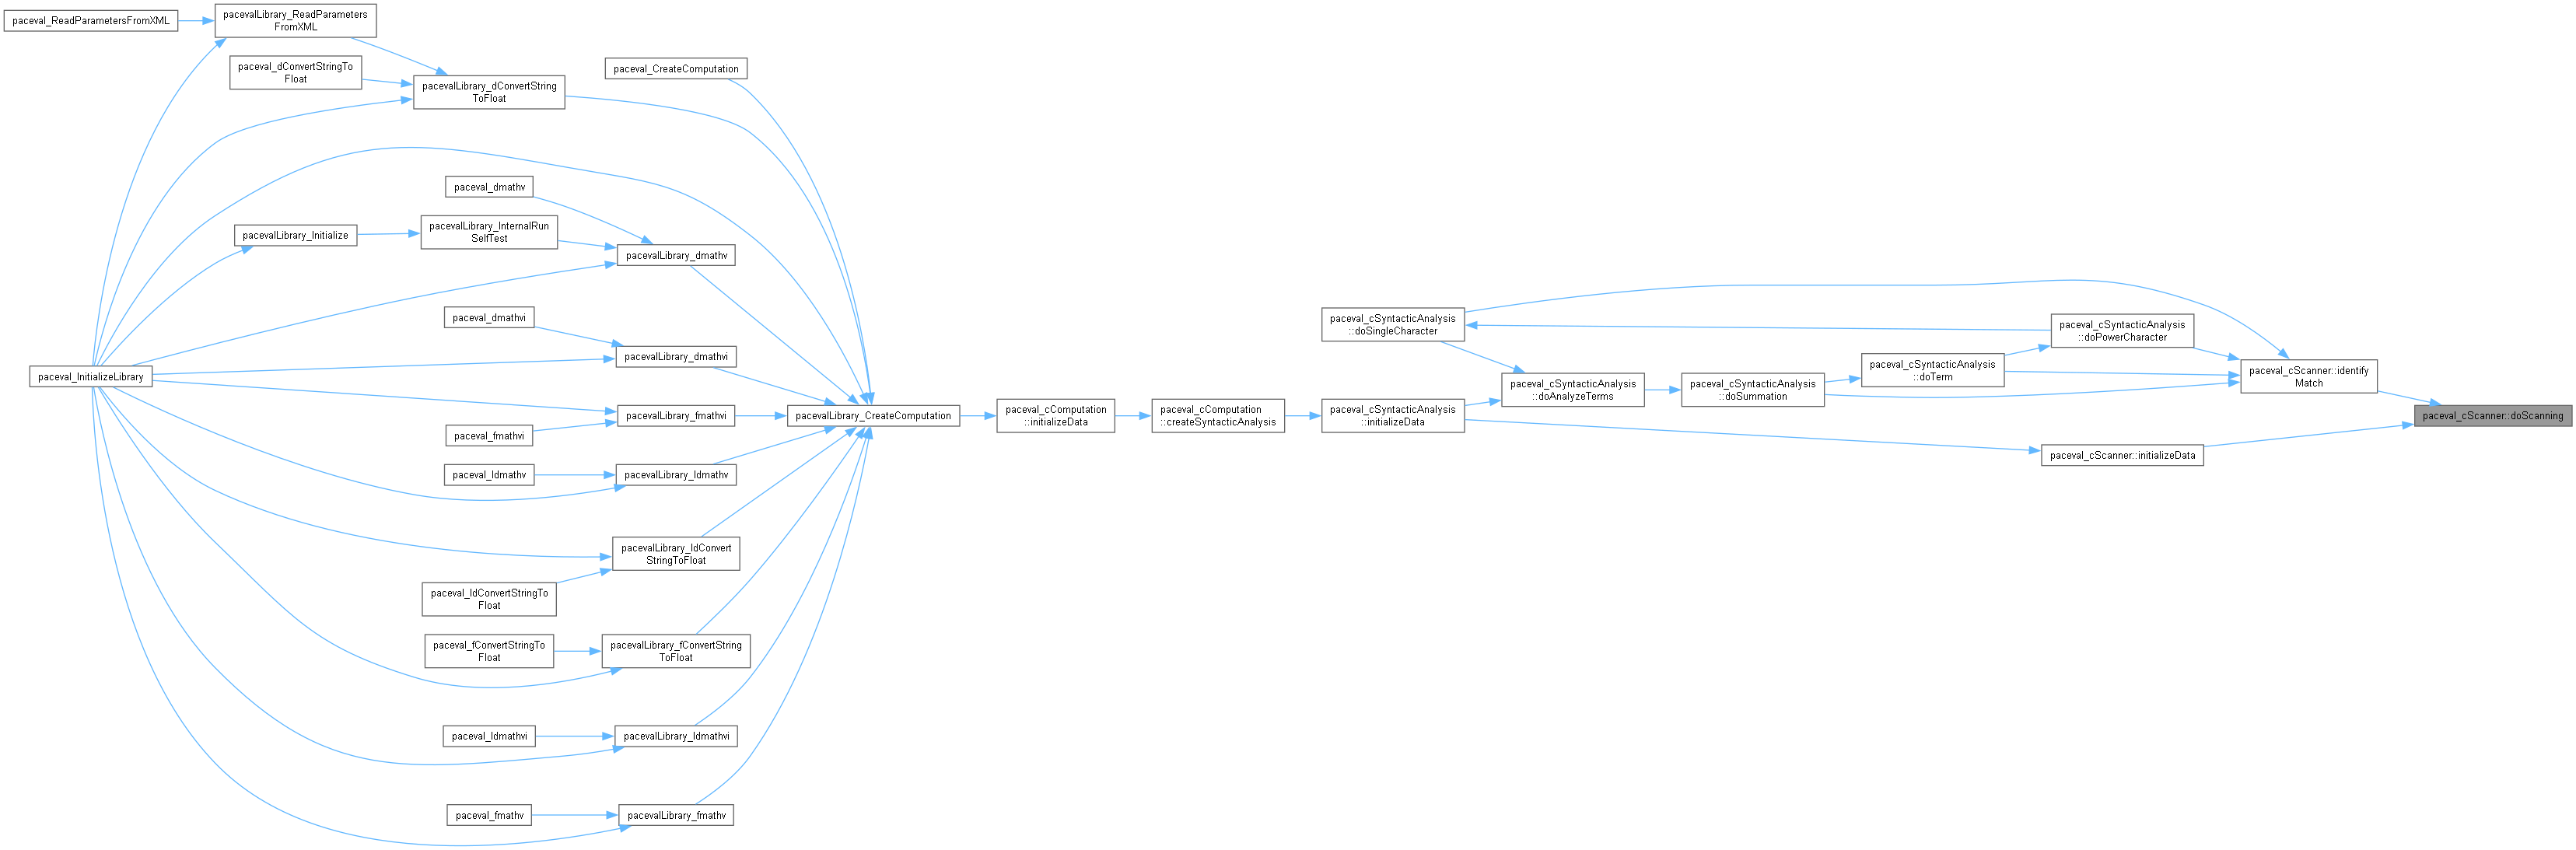 paceval_ReadParametersFromXML
pacevalLibrary_ReadParameters
FromXML
paceval_dConvertStringTo
Float
pacevalLibrary_dConvertString
ToFloat
paceval_CreateComputation
paceval_dmathv
pacevalLibrary_Initialize
pacevalLibrary_InternalRun
SelfTest
pacevalLibrary_dmathv
paceval_dmathvi
pacevalLibrary_dmathvi
paceval_InitializeLibrary
pacevalLibrary_fmathvi
paceval_fmathvi
pacevalLibrary_CreateComputation
paceval_cComputation
::initializeData
paceval_cComputation
::createSyntacticAnalysis
paceval_cSyntacticAnalysis
::initializeData
paceval_cSyntacticAnalysis
::doSingleCharacter
paceval_cSyntacticAnalysis
::doAnalyzeTerms
paceval_cSyntacticAnalysis
::doSummation
paceval_cSyntacticAnalysis
::doTerm
paceval_cSyntacticAnalysis
::doPowerCharacter
paceval_cScanner::identify
Match
paceval_cScanner::doScanning
paceval_cScanner::initializeData
paceval_ldmathv
pacevalLibrary_ldmathv
pacevalLibrary_ldConvert
StringToFloat
paceval_ldConvertStringTo
Float
paceval_fConvertStringTo
Float
pacevalLibrary_fConvertString
ToFloat
paceval_ldmathvi
pacevalLibrary_ldmathvi
paceval_fmathv
pacevalLibrary_fmathv